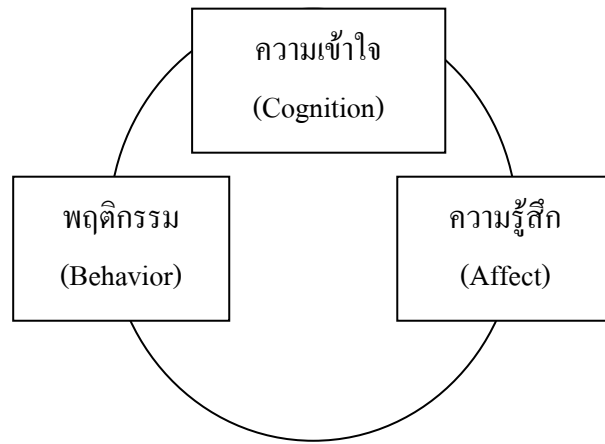 ความเข้าใจ
(Cognition)
พฤติกรรม
(Behavior)
ความรู้สึก
(Affect)